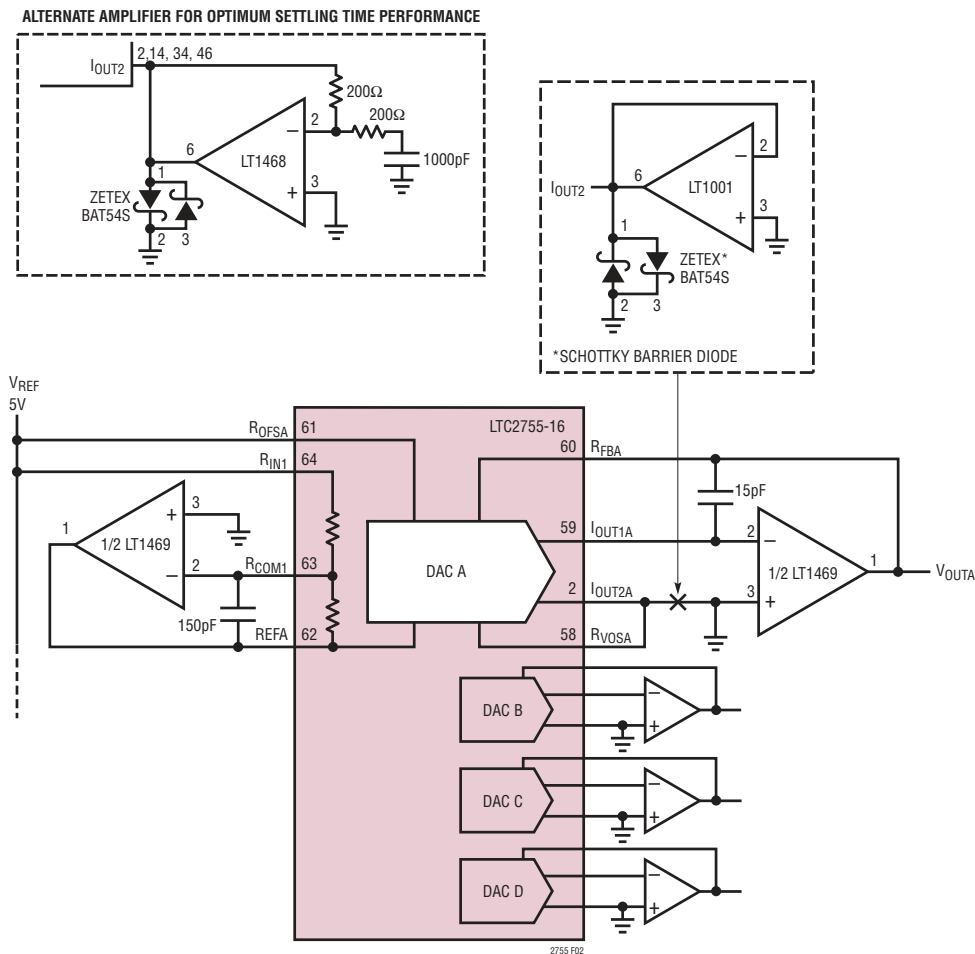 ALTERNATE AMPLIFIER FOR OPTIMUM SETTLING TIME PERFORMANCE
IOUT2
2,14, 34, 46
200Ω
200Ω
2
−
LT1468
6
1000pF
3
+
1
ZETEX
BAT54S
2
3
IOUT2
6
−
2
LT1001
3
+
1
ZETEX*
BAT54S
2
3
*SCHOTTKY BARRIER DIODE
VREF
5V
ROFSA
61
LTC2755-16
RIN1
64
60
RFBA
15pF
3
+
1
1/2 LT1469
59
IOUT1A
2
−
DAC A
1
VOUTA
1/2 LT1469
−
2
RCOM1
63
2
IOUT2A
3
+
150pF
REFA
62
58
RVOSA
DAC B
−
+
DAC C
−
+
DAC D
−
+
2755 F02